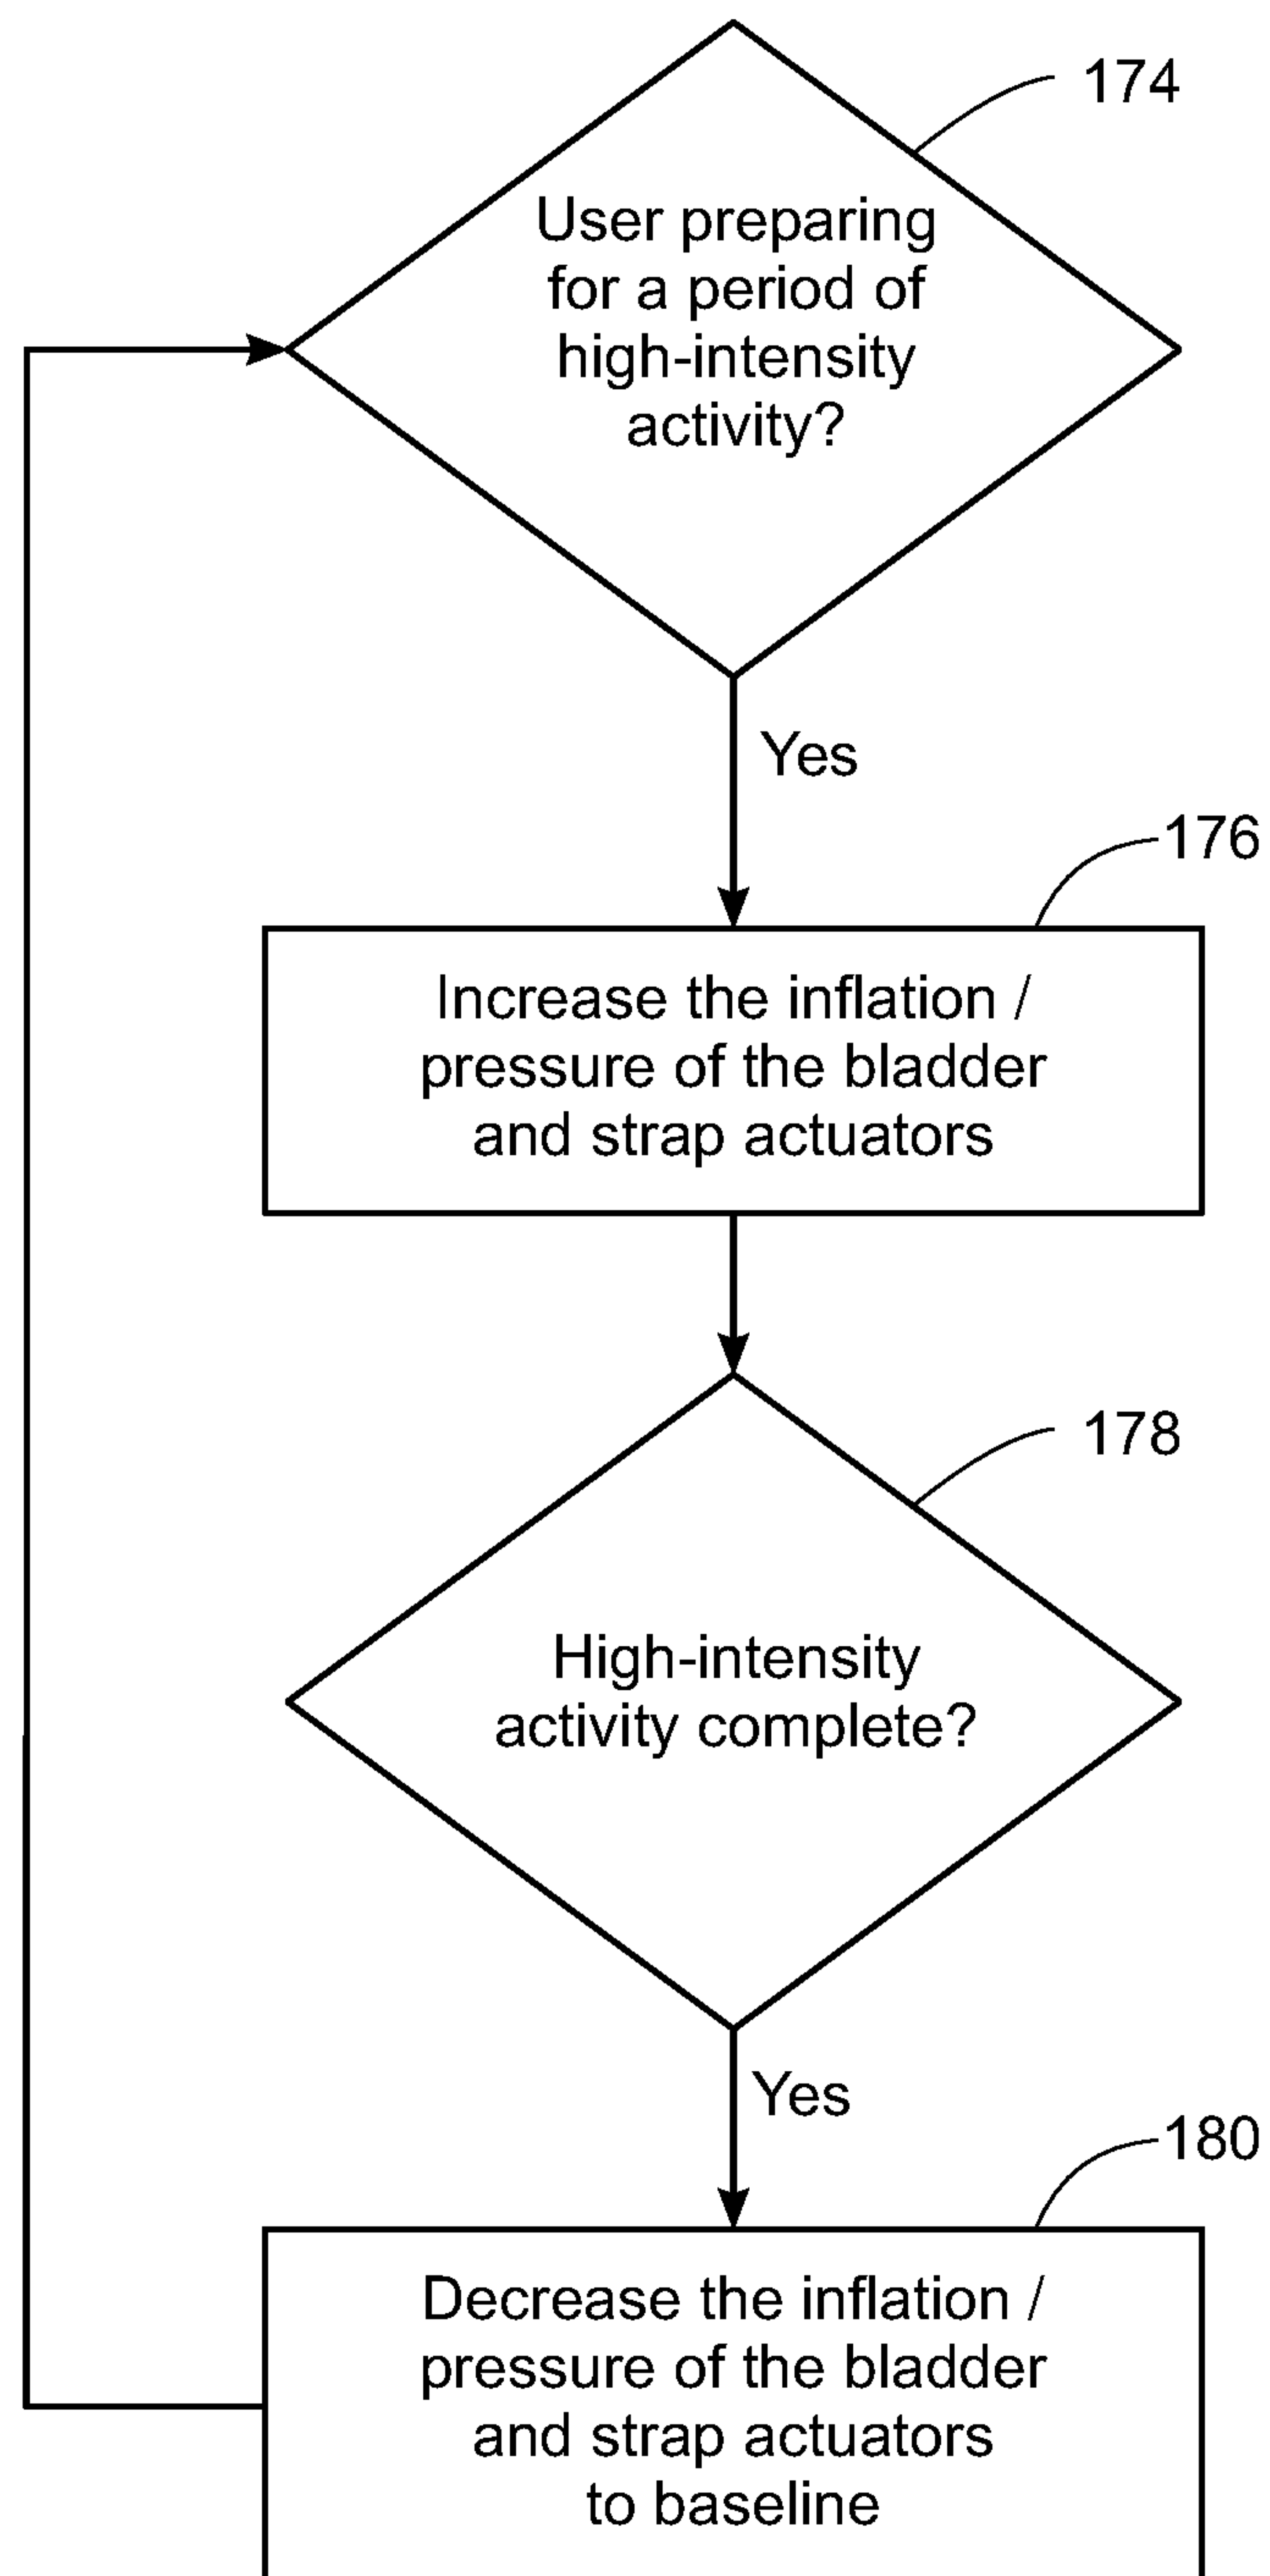 174
User preparing
for a period of
high-intensity
activity?
Yes
176
Increase the inflation /
pressure of the bladder
and strap actuators
178
High-intensity
activity complete?
Yes
180
Decrease the inflation /
pressure of the bladder
and strap actuators
to baseline